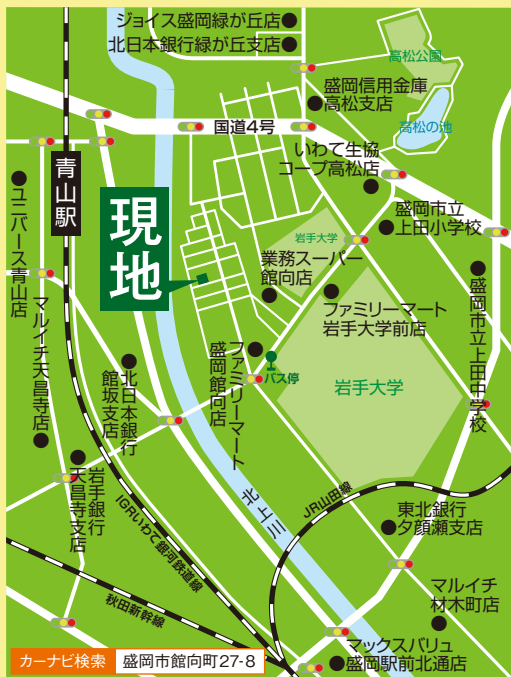 ジョイス盛岡緑が丘店
北日本銀行緑が丘支店
高松公園
盛岡信用金庫
高松支店
高松の池
国道4号
いわて生協
コープ高松店
青山駅
ユニバース青山店
現地
盛岡市立
上田小学校
岩手大学
業務スーパー
館向店
ファミリーマート
岩手大学前店
盛岡市立上田中学校
マルイチ天昌寺店
北日本銀行
館坂支店
ファミリーマート
盛岡館向店
バス停
岩手大学
岩手銀行
天昌寺支店
北上川
JR山田線
IGRいわて銀河鉄道線
東北銀行
夕顔瀬支店
秋田新幹線
マルイチ
材木町店
マックスバリュ
盛岡駅前北通店
カーナビ検索 盛岡市館向町27-8